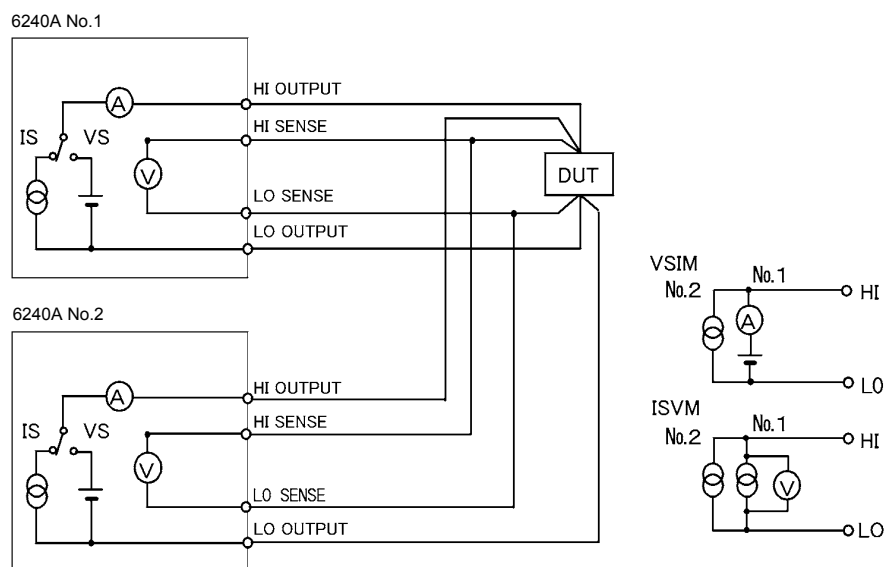 6240A No.1
HI OUTPUT
A
HI SENSE
IS VS
V
DUT
LO SENSE
LO OUTPUT
6240A No.2
HI OUTPUT
A
HI SENSE
IS VS
V
LO SENSE
LO OUTPUT
VSIM
No.2 No.1
HI
A
LO
ISVM
No.2 No.1
HI
V
LO